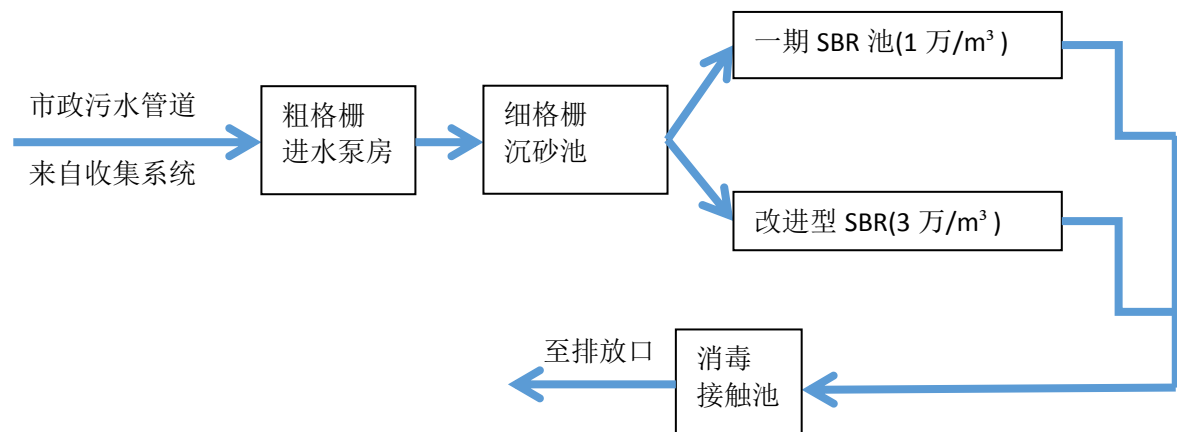 市政污水管道
来自收集系统
粗格栅
进水泵房
细格栅
沉砂池
一期 SBR 池(1 万/m³ )
改进型 SBR(3 万/m³ )
至排放口
消毒
接触池